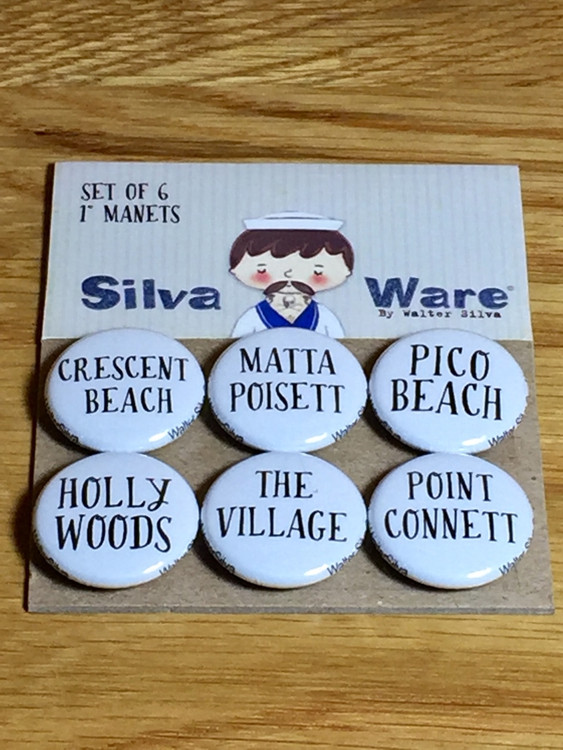 SET OF 6
1" MANETS
Silva Ware
By Walter Silva
CRESCENT
BEACH
MATTA
POISETT
PICO
BEACH
HOLLY
WOODS
THE
VILLAGE
POINT
CONNETT